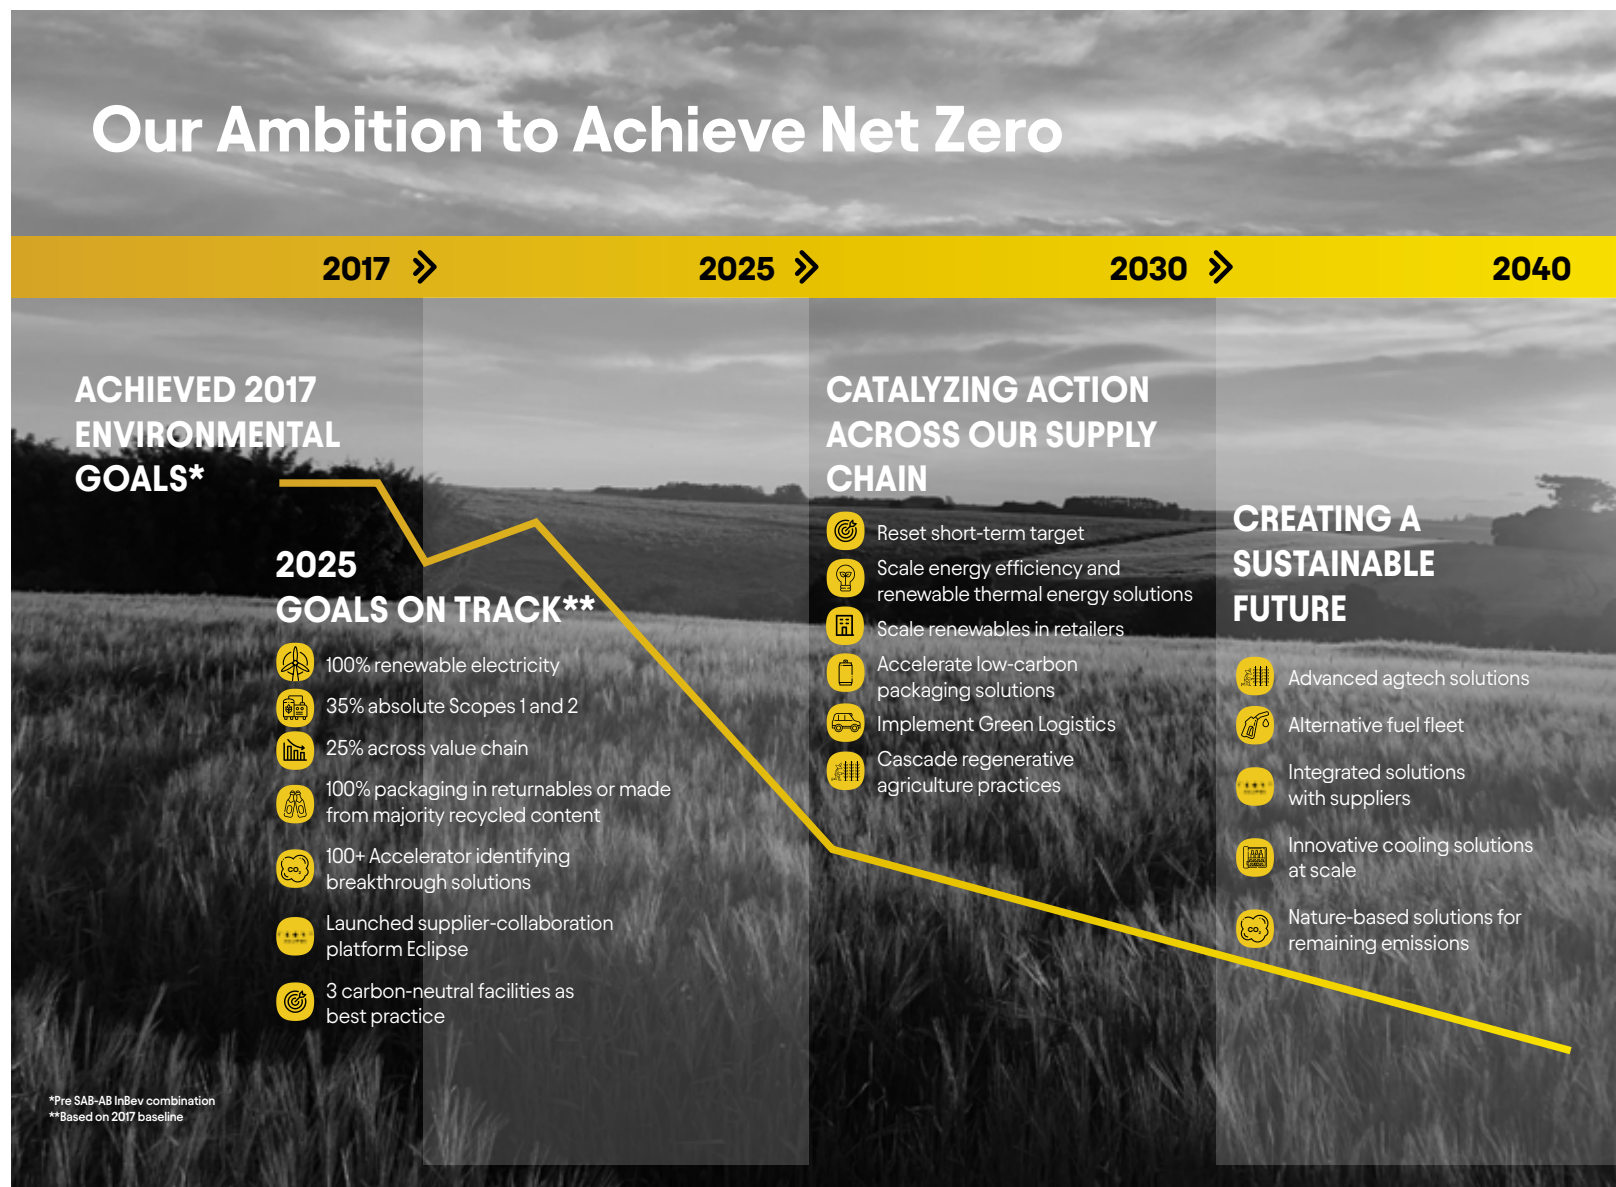 Our Ambition to Achieve Net Zero
2017
2025
2030
2040
ACHIEVED 2017
ENVIRONMENTAL
GOALS*
2025
GOALS ON TRACK**
100% renewable electricity
35% absolute Scopes 1 and 2
25% across value chain
100% packaging in returnables or made
from majority recycled content
100+ Accelerator identifying
breakthrough solutions
Launched supplier-collaboration
platform Eclipse
3 carbon-neutral facilities as
best practice
CATALYZING ACTION
ACROSS OUR SUPPLY
CHAIN
Reset short-term target
Scale energy efficiency and
renewable thermal energy solutions
Scale renewables in retailers
Accelerate low-carbon
packaging solutions
Implement Green Logistics
Cascade regenerative
agriculture practices
CREATING A
SUSTAINABLE
FUTURE
Advanced agtech solutions
Alternative fuel fleet
Integrated solutions
with suppliers
Innovative cooling solutions
at scale
Nature-based solutions for
remaining emissions
CO₂
CO₂
*Pre SAB-AB InBev combination
**Based on 2017 baseline